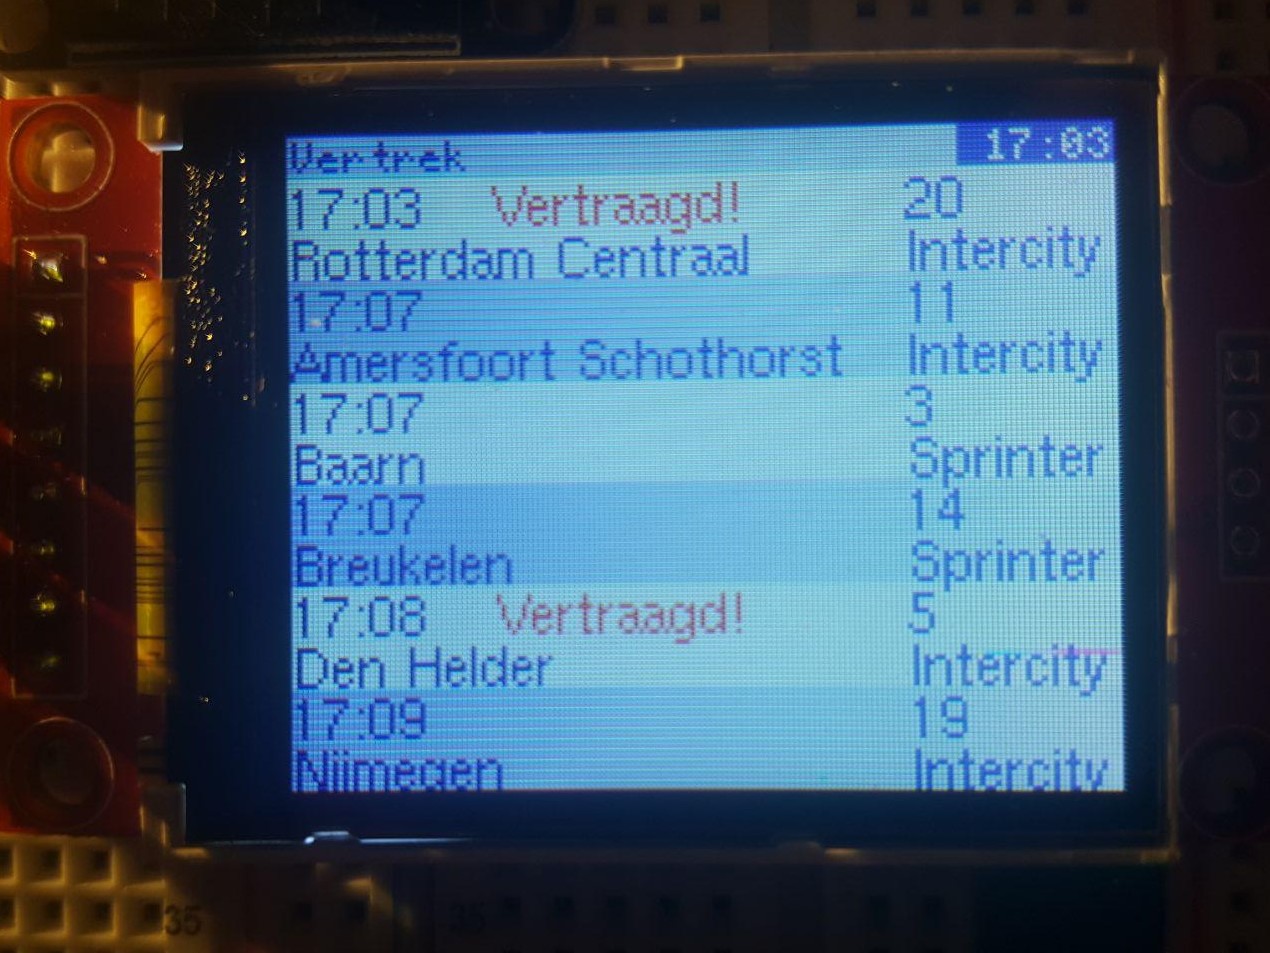 Vertrek 17:03
17:03 Vertraagd! 20
Rotterdam Centraal Intercity
17:07 11
Amersfoort Schothorst Intercity
17:07 3
Baarn Sprinter
17:07 14
Breukelen Sprinter
17:08 Vertraagd! 5
Den Helder Intercity
17:09 19
Nijmegen Intercity
35 35